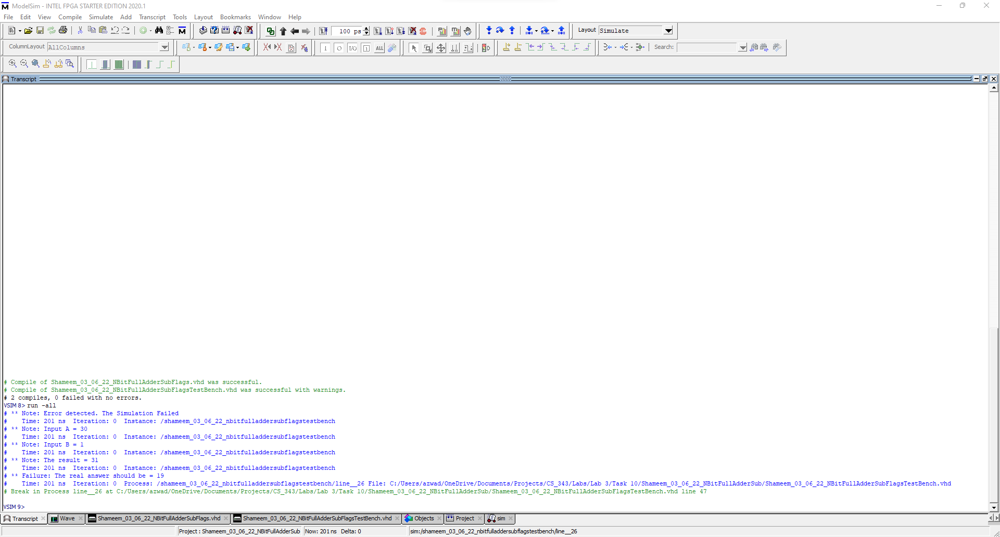 ModelSim - INTEL FPGA STARTER EDITION 2020.1
File Edit View Compile Simulate Add Transcript Tools Layout Bookmarks Window Help
100 ps
Layout Simulate
ColumnLayout AllColumns
Search:
Transcript
# Compile of Shameem_03_06_22_NBitFullAdderSubFlags.vhd was successful.
# Compile of Shameem_03_06_22_NBitFullAdderSubFlagsTestBench.vhd was successful with warnings.
# 2 compiles, 0 failed with no errors.
VSIM 8> run -all
# ** Note: Error detected. The Simulation Failed
#    Time: 201 ns  Iteration: 0  Instance: /shameem_03_06_22_nbitfulladdersubflagstestbench
# ** Note: Input A = 30
#    Time: 201 ns  Iteration: 0  Instance: /shameem_03_06_22_nbitfulladdersubflagstestbench
# ** Note: Input B = 1
#    Time: 201 ns  Iteration: 0  Instance: /shameem_03_06_22_nbitfulladdersubflagstestbench
# ** Note: The result = 31
#    Time: 201 ns  Iteration: 0  Instance: /shameem_03_06_22_nbitfulladdersubflagstestbench
# ** Failure: The real answer should be = 19
#    Time: 201 ns  Iteration: 0  Process: /shameem_03_06_22_nbitfulladdersubflagstestbench/line__26 File: C:/Users/azwad/OneDrive/Documents/Projects/CS_343/Labs/Lab 3/Task 10/Shameem_03_06_22_NBitFullAdderSub/Shameem_03_06_22_NBitFullAdderSubFlagsTestBench.vhd
# Break in Process line__26 at C:/Users/azwad/OneDrive/Documents/Projects/CS_343/Labs/Lab 3/Task 10/Shameem_03_06_22_NBitFullAdderSub/Shameem_03_06_22_NBitFullAdderSubFlagsTestBench.vhd line 47
VSIM 9>
Transcript Wave Shameem_03_06_22_NBitFullAdderSubFlags.vhd Shameem_03_06_22_NBitFullAdderSubFlagsTestBench.vhd Objects Project sim
Project : Shameem_03_06_22_NBitFullAdderSub Now: 201 ns Delta: 0 sim:/shameem_03_06_22_nbitfulladdersubflagstestbench/line__26